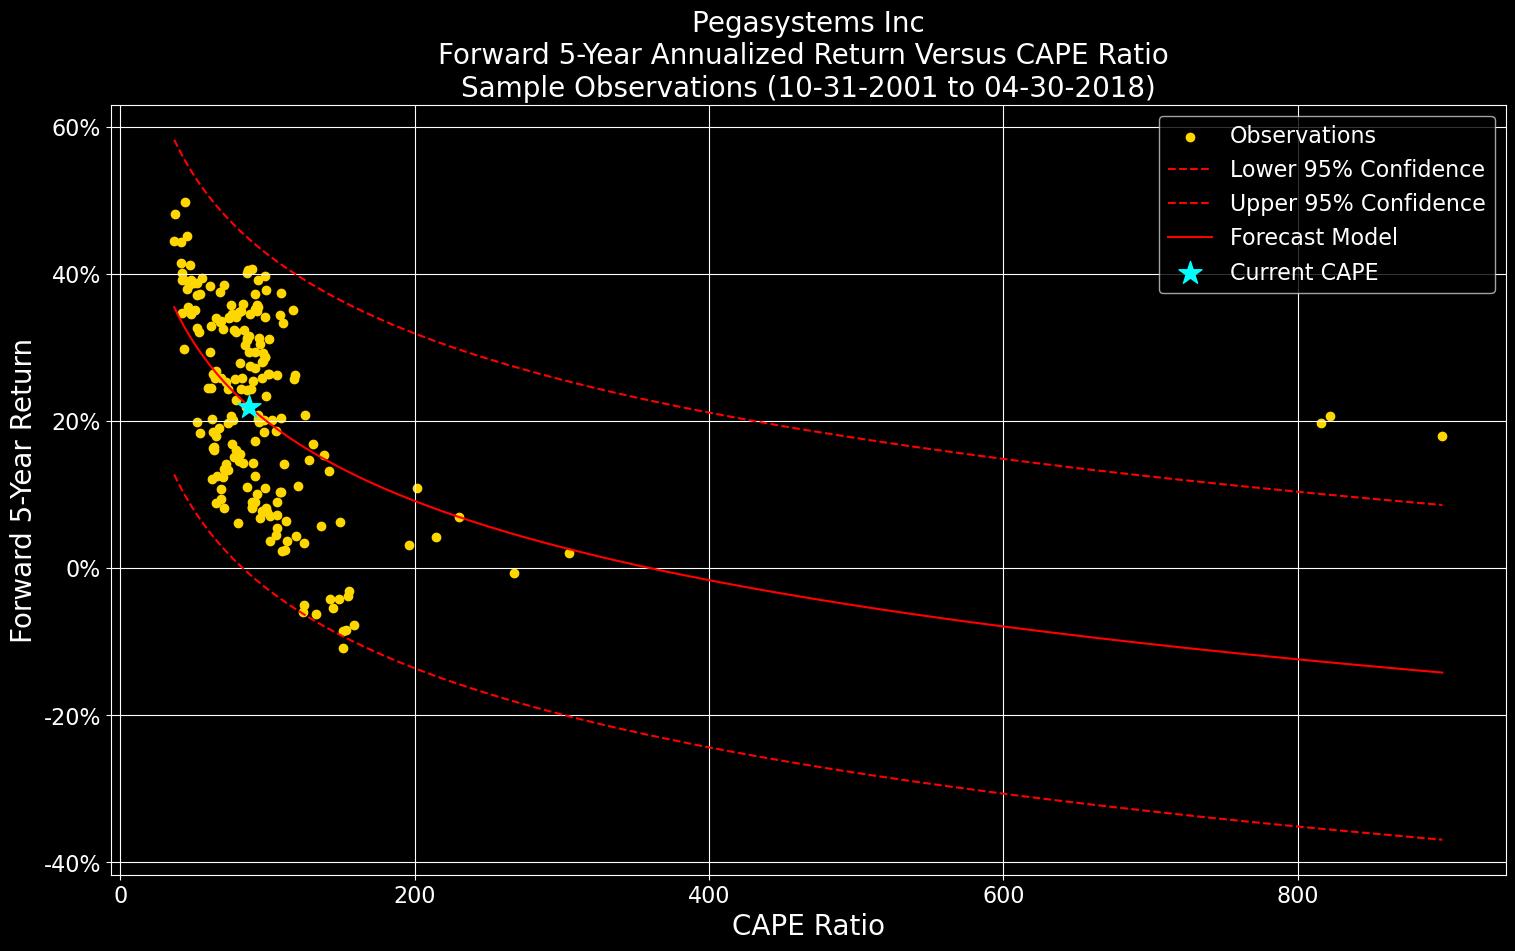 Pegasystems Inc
Forward 5-Year Annualized Return Versus CAPE Ratio
Sample Observations (10-31-2001 to 04-30-2018)
Observations
Lower 95% Confidence
Upper 95% Confidence
Forecast Model
Current CAPE
Forward 5-Year Return
60%
40%
20%
0%
-20%
-40%
0 200 400 600 800
CAPE Ratio